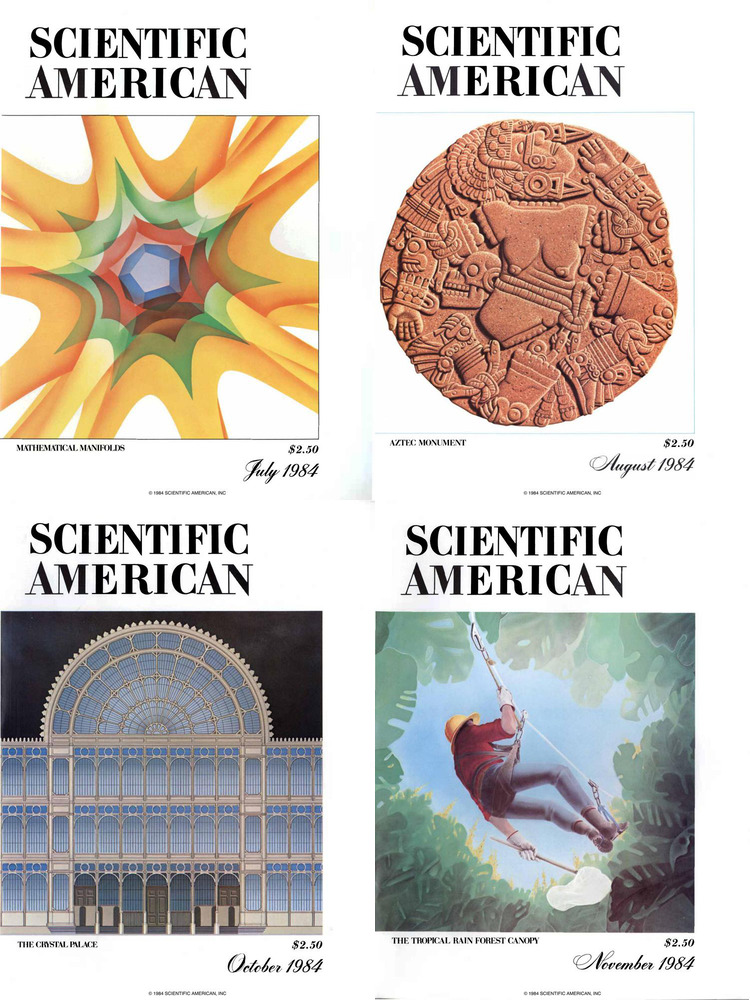 SCIENTIFIC
AMERICAN
MATHEMATICAL MANIFOLDS
$2.50
July 1984
© 1984 SCIENTIFIC AMERICAN, INC
SCIENTIFIC
AMERICAN
AZTEC MONUMENT
$2.50
August 1984
© 1984 SCIENTIFIC AMERICAN, INC
SCIENTIFIC
AMERICAN
THE CRYSTAL PALACE
$2.50
October 1984
© 1984 SCIENTIFIC AMERICAN, INC
SCIENTIFIC
AMERICAN
THE TROPICAL RAIN FOREST CANOPY
$2.50
November 1984
© 1984 SCIENTIFIC AMERICAN, INC